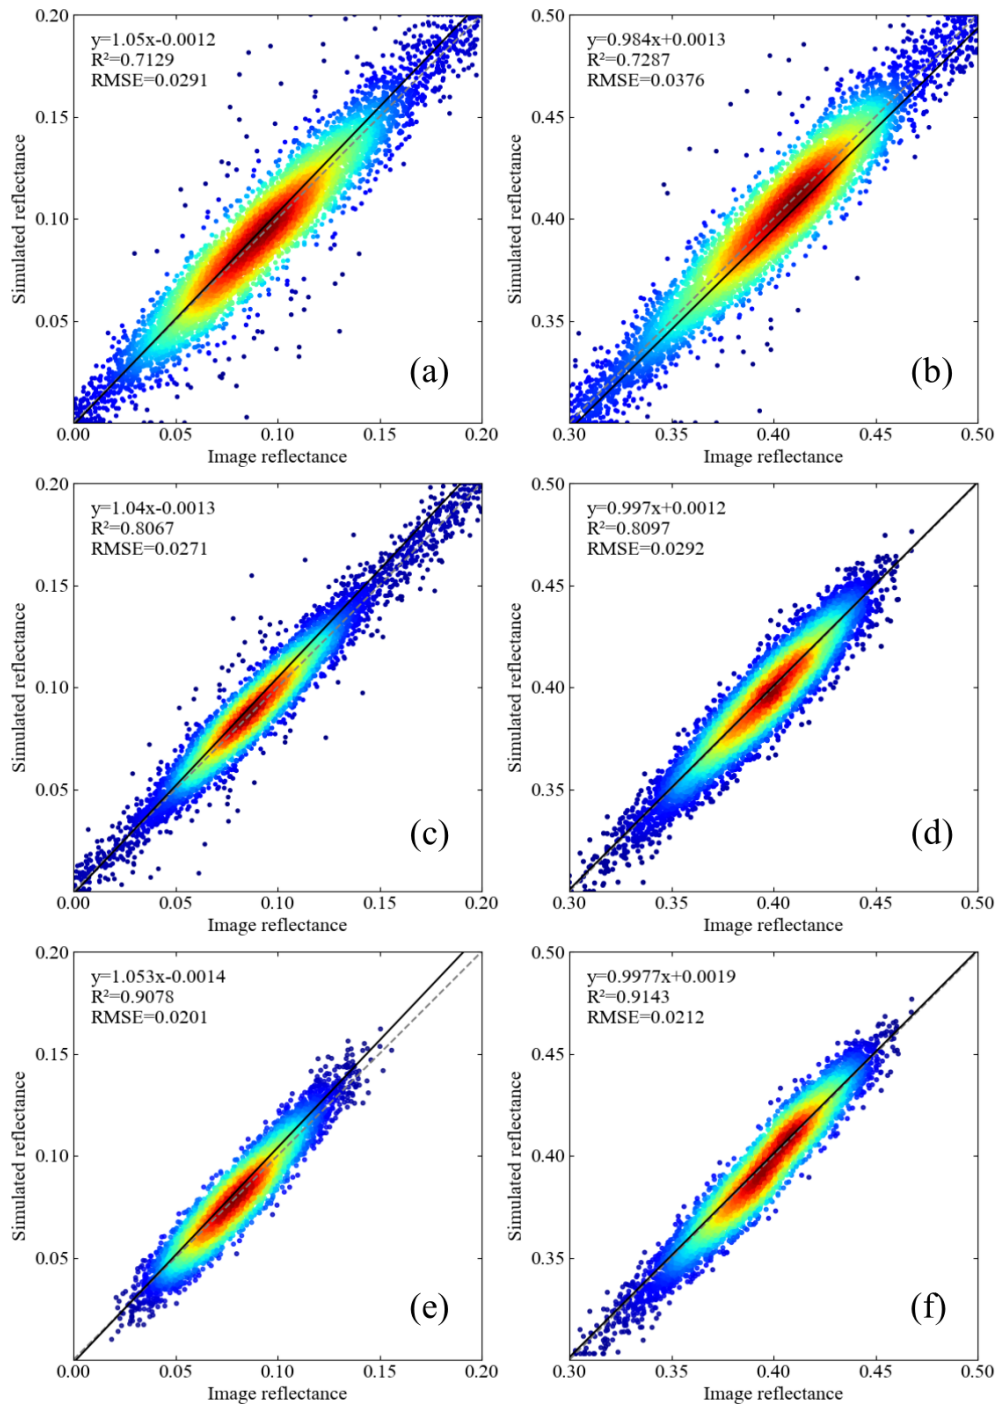 y=1.05x-0.0012
R²=0.7129
RMSE=0.0291
Simulated reflectance
0.20
0.15
0.10
0.05
(a)
0.00 0.05 0.10 0.15 0.20
Image reflectance
y=0.984x+0.0013
R²=0.7287
RMSE=0.0376
Simulated reflectance
0.50
0.45
0.40
0.35
(b)
0.30 0.35 0.40 0.45 0.50
Image reflectance
y=1.04x-0.0013
R²=0.8067
RMSE=0.0271
Simulated reflectance
0.20
0.15
0.10
0.05
(c)
0.00 0.05 0.10 0.15 0.20
Image reflectance
y=0.997x+0.0012
R²=0.8097
RMSE=0.0292
Simulated reflectance
0.50
0.45
0.40
0.35
(d)
0.30 0.35 0.40 0.45 0.50
Image reflectance
y=1.053x-0.0014
R²=0.9078
RMSE=0.0201
Simulated reflectance
0.20
0.15
0.10
0.05
(e)
0.00 0.05 0.10 0.15 0.20
Image reflectance
y=0.9977x+0.0019
R²=0.9143
RMSE=0.0212
Simulated reflectance
0.50
0.45
0.40
0.35
(f)
0.30 0.35 0.40 0.45 0.50
Image reflectance